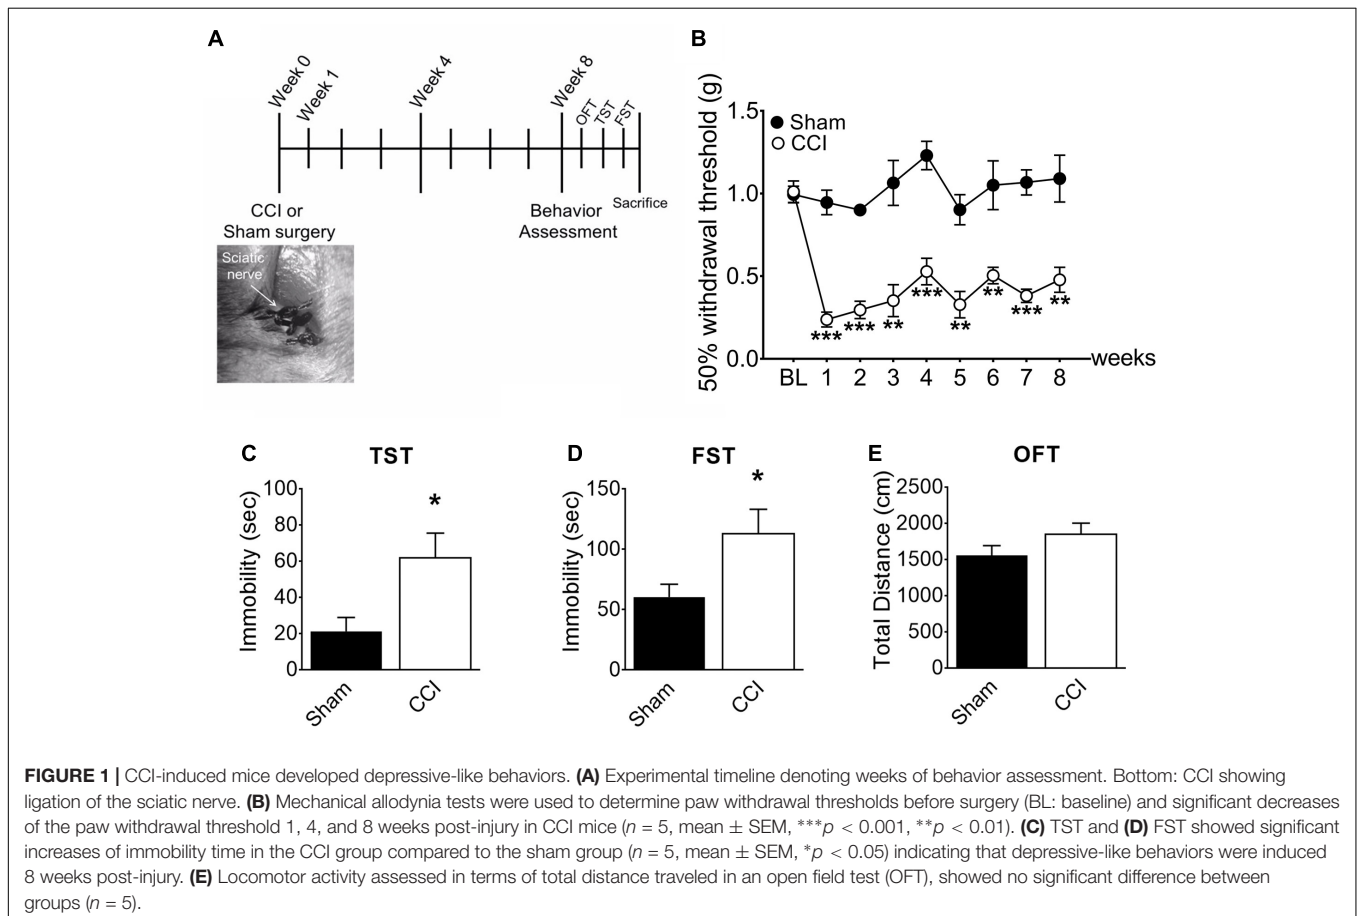 A
Week 0
Week 1
Week 4
Week 8
OFT
TST
FST
CCI or
Sham surgery
Behavior
Assessment
Sacrifice
Sciatic
nerve
B
50% withdrawal threshold (g)
1.5
1.0
0.5
0.0
Sham
CCI
***
***
**
***
**
**
***
**
BL 1 2 3 4 5 6 7 8
weeks
C
TST
Immobility (sec)
100
80
60
40
20
0
*
Sham
CCI
D
FST
Immobility (sec)
150
100
50
0
*
Sham
CCI
E
OFT
Total Distance (cm)
2500
2000
1500
1000
500
0
Sham
CCI
FIGURE 1 | CCI-induced mice developed depressive-like behaviors. (A) Experimental timeline denoting weeks of behavior assessment. Bottom: CCI showing
ligation of the sciatic nerve. (B) Mechanical allodynia tests were used to determine paw withdrawal thresholds before surgery (BL: baseline) and significant decreases
of the paw withdrawal threshold 1, 4, and 8 weeks post-injury in CCI mice (n = 5, mean ± SEM, ***p < 0.001, **p < 0.01). (C) TST and (D) FST showed significant
increases of immobility time in the CCI group compared to the sham group (n = 5, mean ± SEM, *p < 0.05) indicating that depressive-like behaviors were induced
8 weeks post-injury. (E) Locomotor activity assessed in terms of total distance traveled in an open field test (OFT), showed no significant difference between
groups (n = 5).